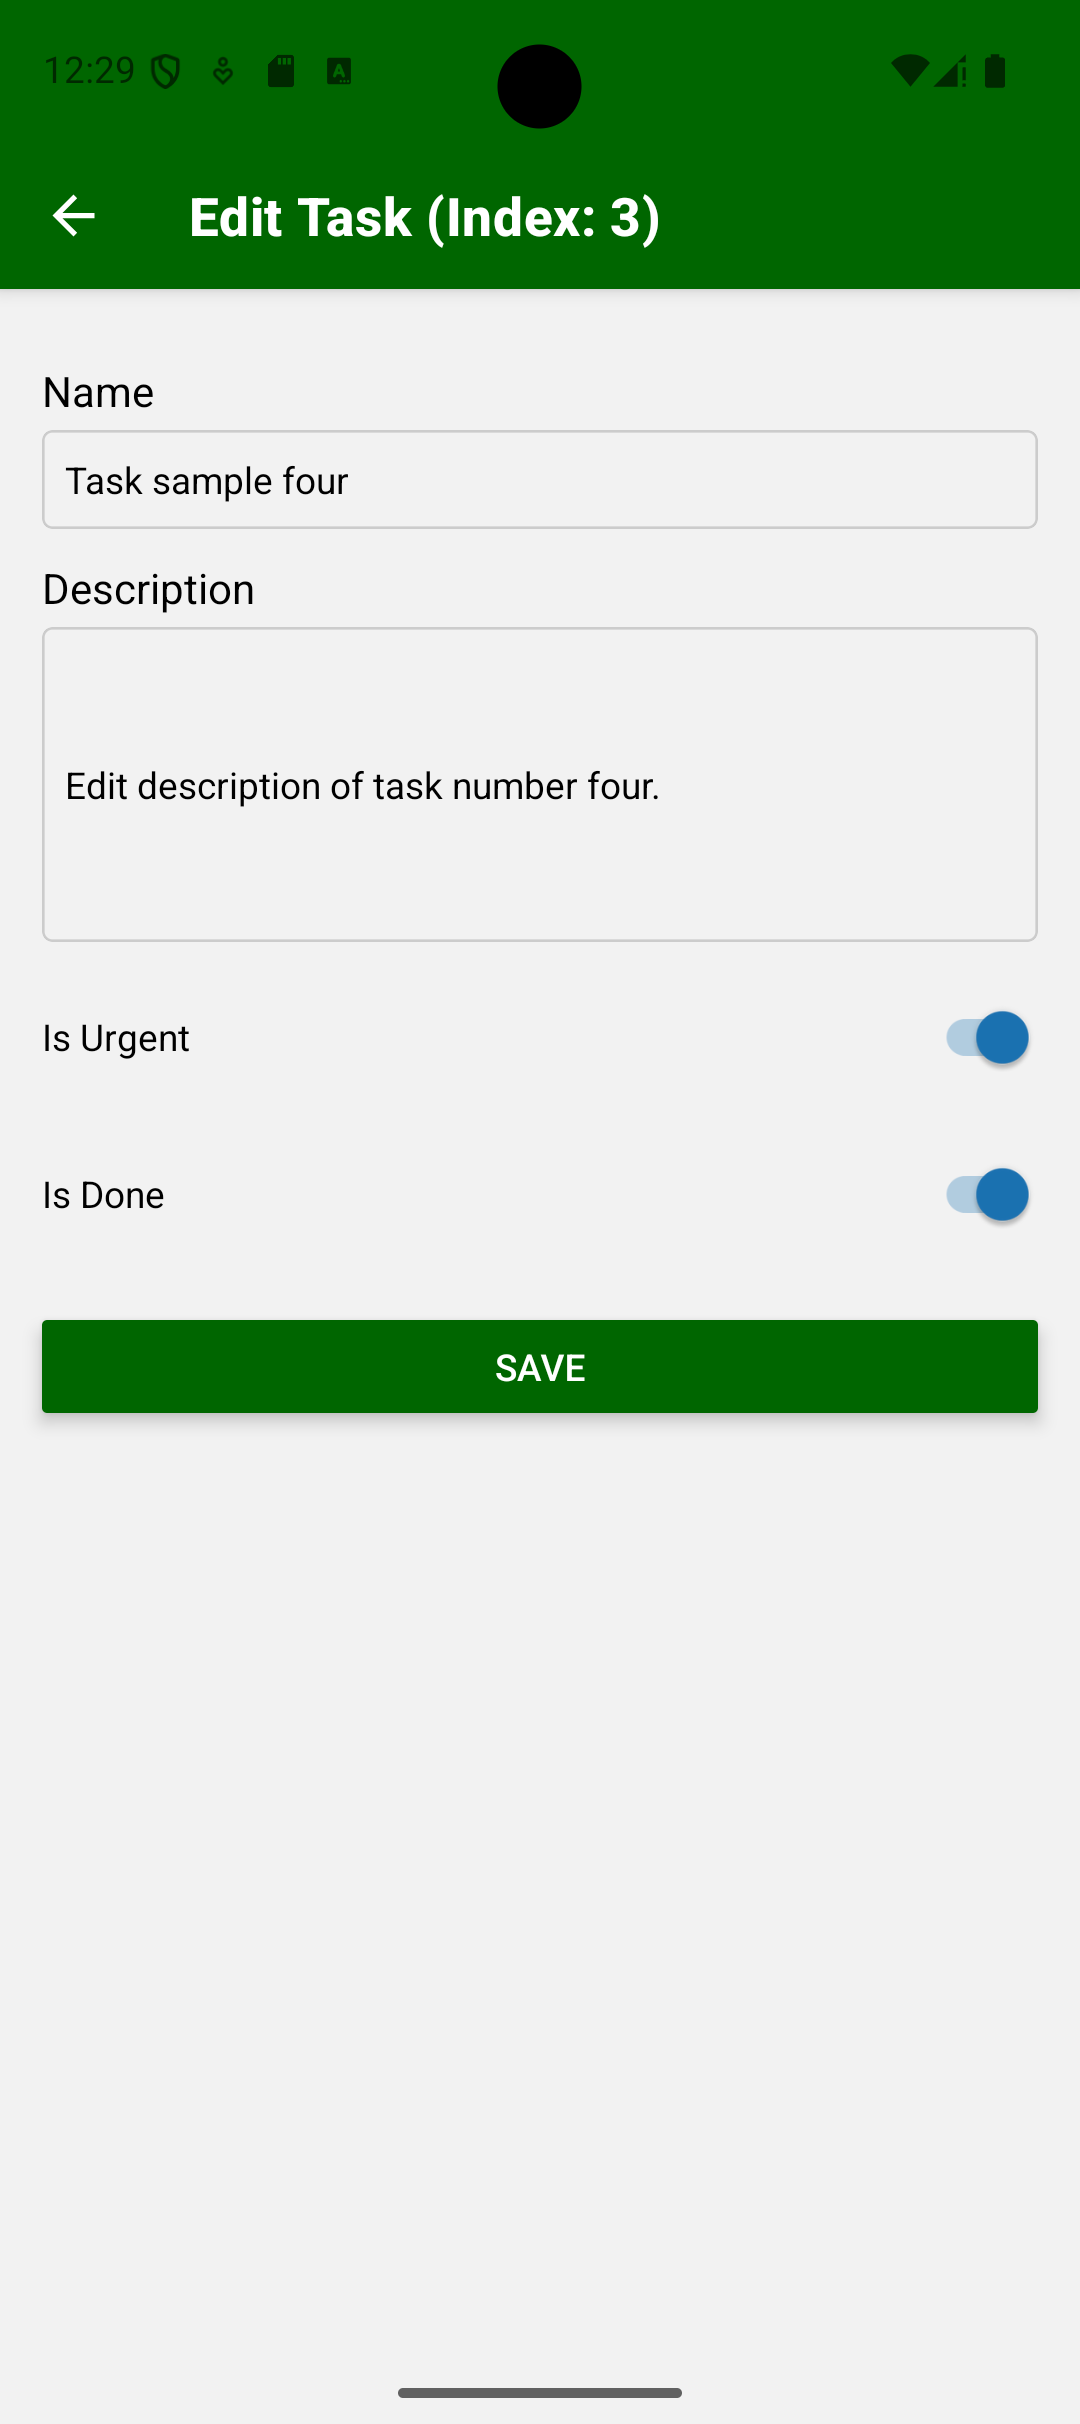 12:29
Edit Task (Index: 3)
Name
Task sample four
Description
Edit description of task number four.
Is Urgent
Is Done
SAVE